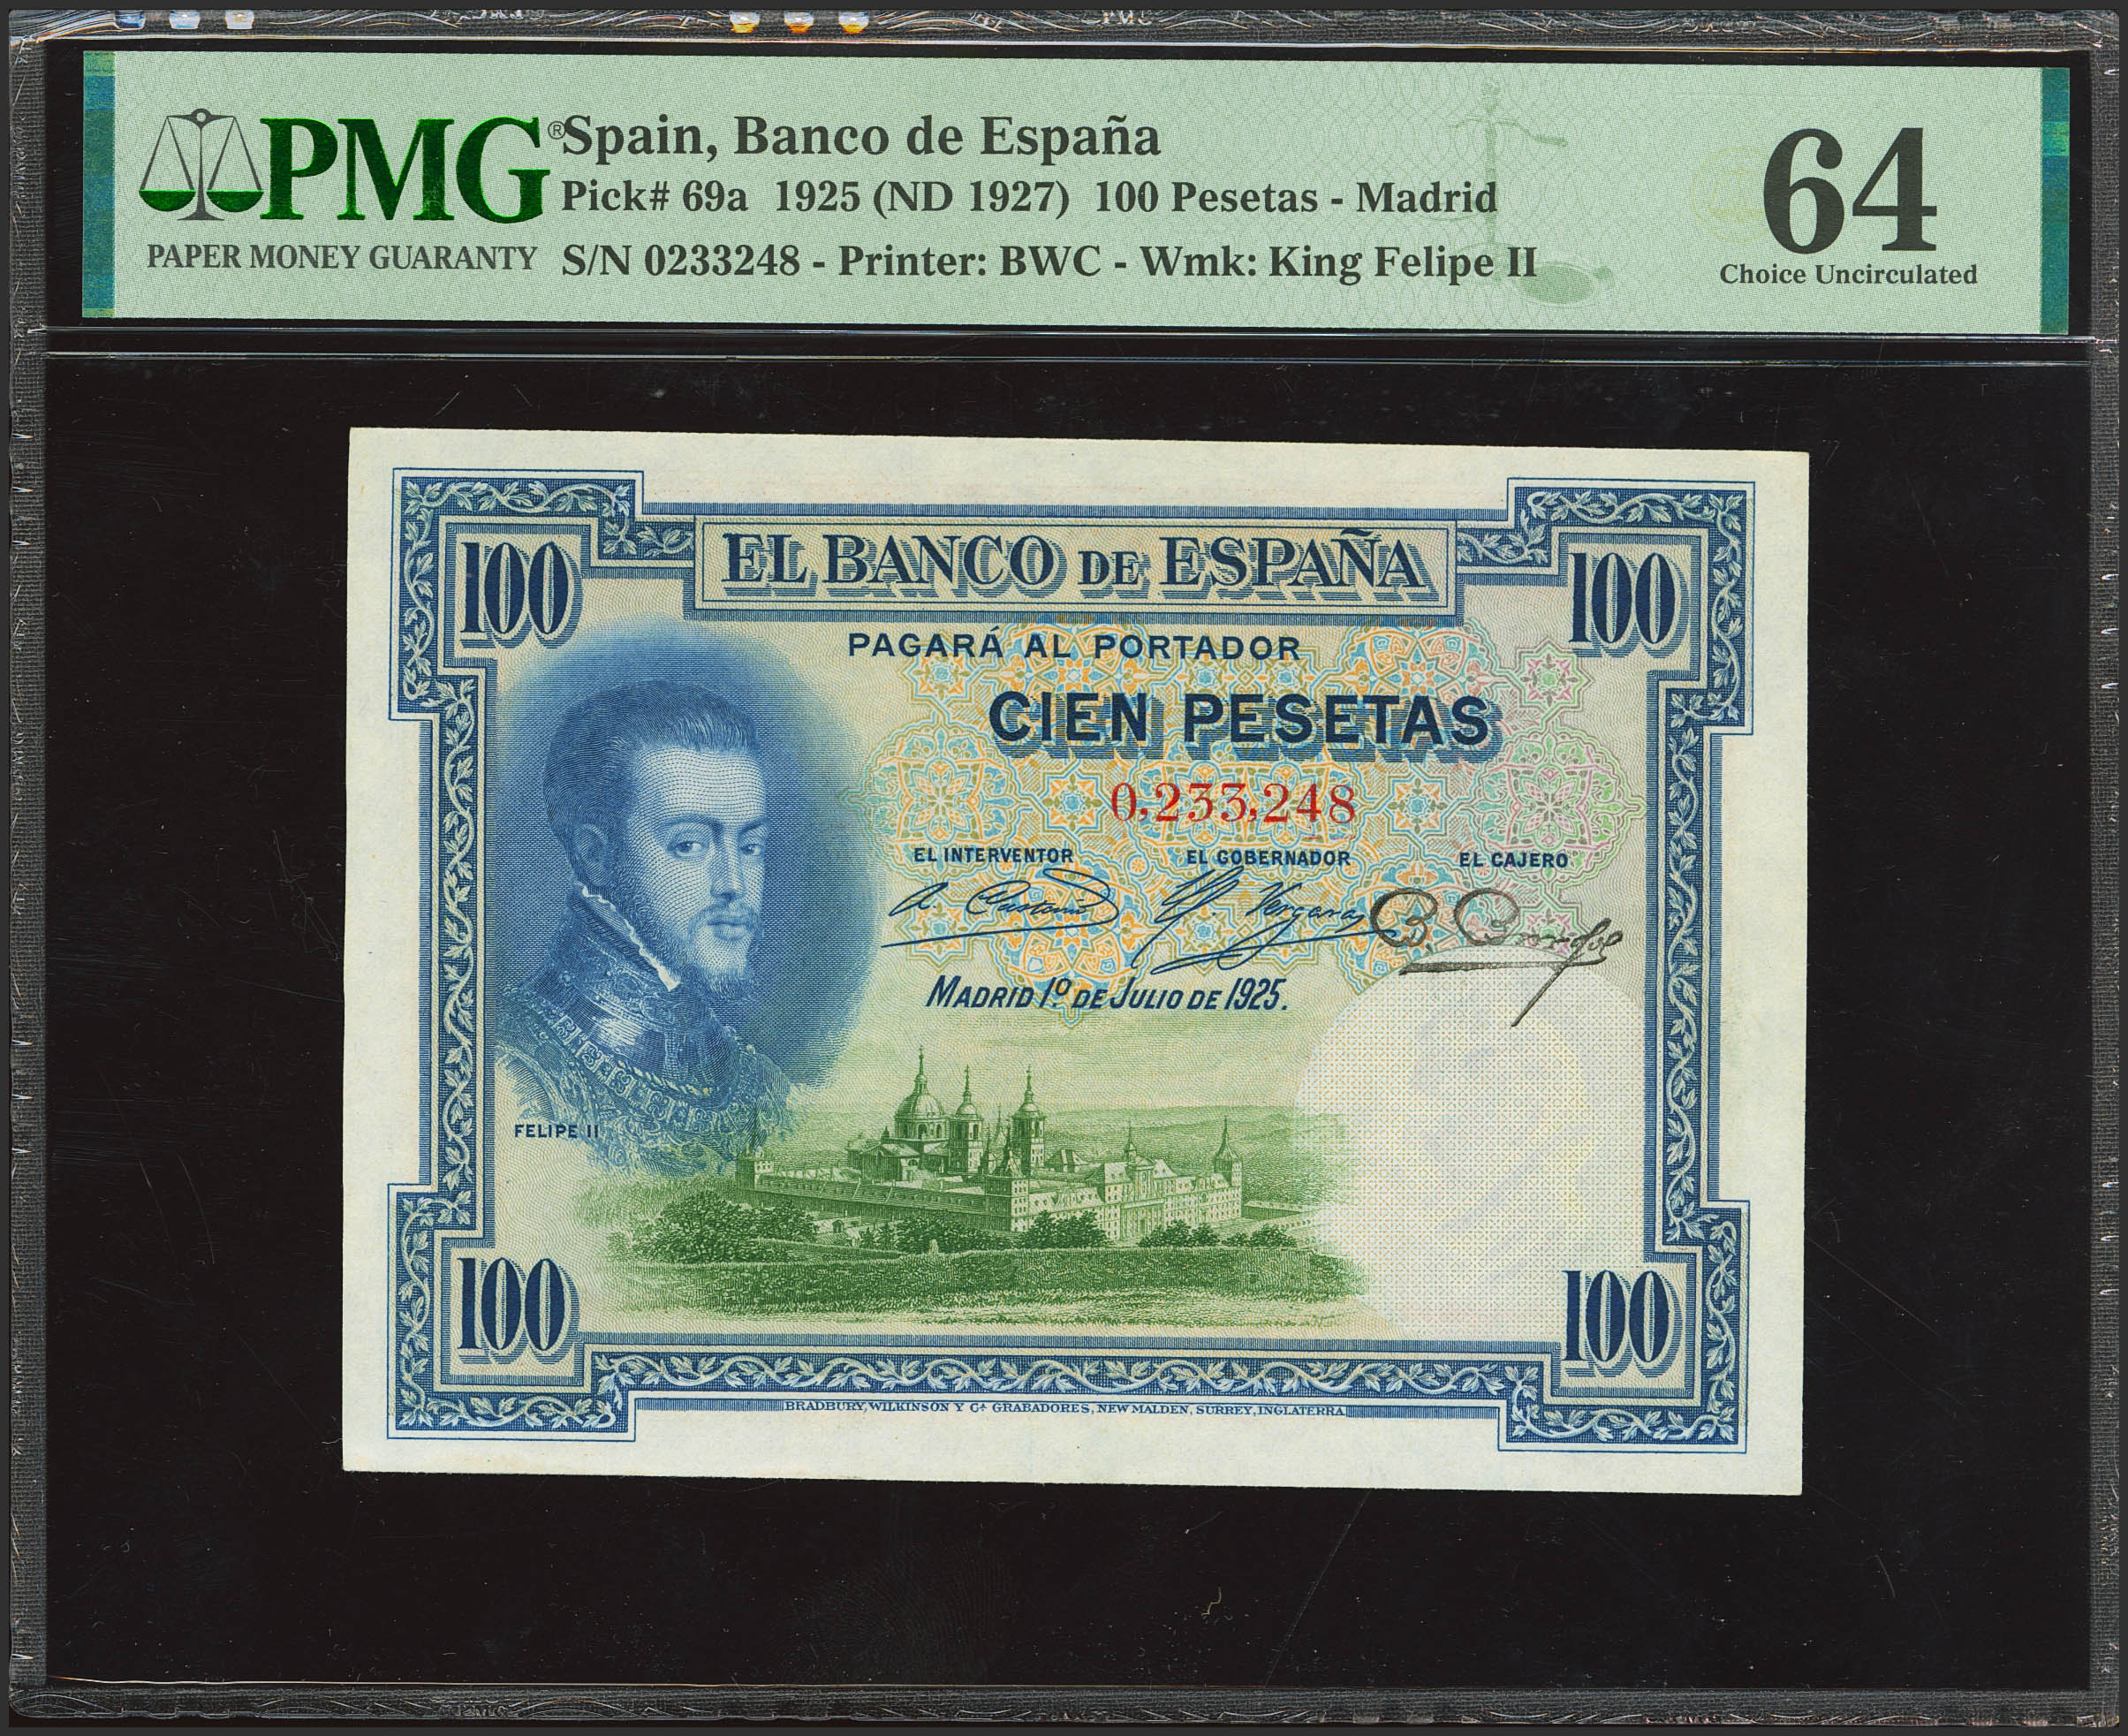 PMG®
PAPER MONEY GUARANTY
Spain, Banco de España
Pick# 69a 1925 (ND 1927) 100 Pesetas - Madrid
S/N 0233248 - Printer: BWC - Wmk: King Felipe II
64
Choice Uncirculated
100
EL BANCO DE ESPAÑA
100
PAGARÁ AL PORTADOR
CIEN PESETAS
0,233,248
EL INTERVENTOR
EL GOBERNADOR
EL CAJERO
Vergara
MADRID 1.º DE JULIO DE 1925.
FELIPE II
100
100
BRADBURY, WILKINSON Y Cª GRABADORES, NEW MALDEN, SURREY, INGLATERRA